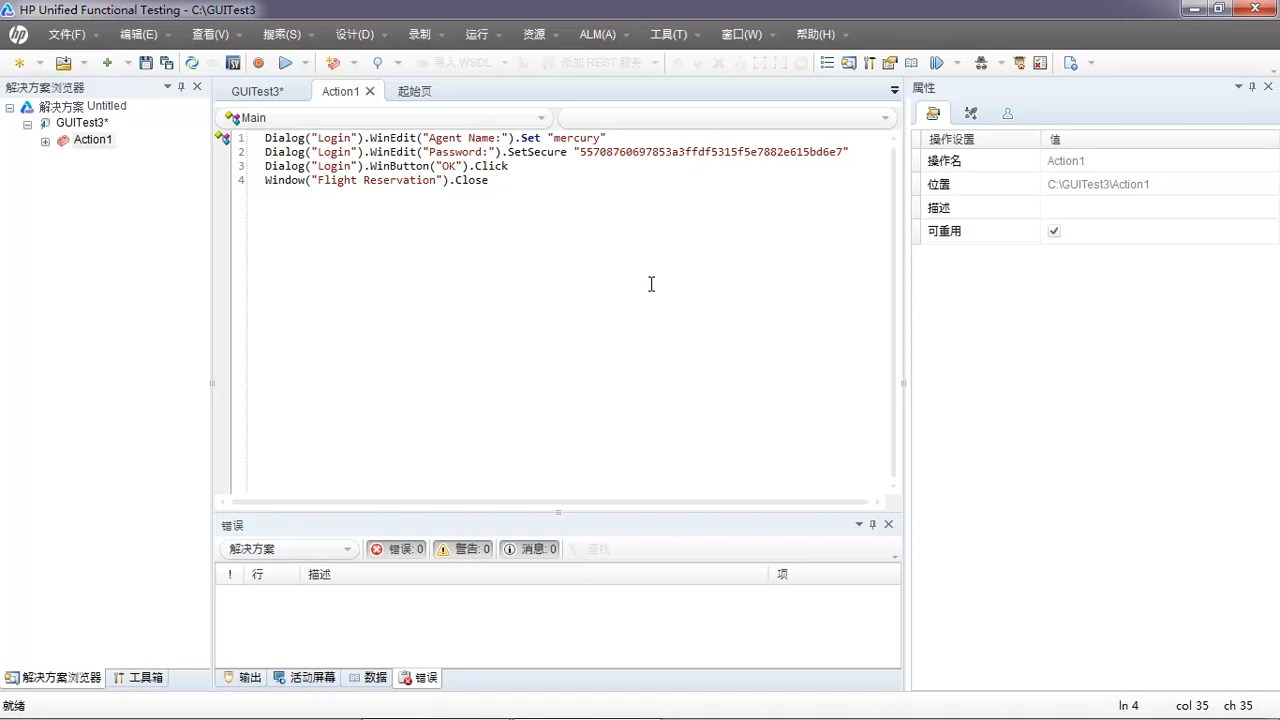 HP Unified Functional Testing - C:\GUITest3
hp 文件(F) 编辑(E) 查看(V) 搜索(S) 设计(D) 录制 运行 资源 ALM(A) 工具(T) 窗口(W) 帮助(H)
导入 WSDL 添加 REST 服务
解决方案浏览器
解决方案 Untitled
GUITest3*
Action1
GUITest3* Action1 起始页
Main
1 Dialog("Login").WinEdit("Agent Name:").Set "mercury"
2 Dialog("Login").WinEdit("Password:").SetSecure "55708760697853a3ffdf5315f5e7882e615bd6e7"
3 Dialog("Login").WinButton("OK").Click
4 Window("Flight Reservation").Close
属性
操作设置 值
操作名 Action1
位置 C:\GUITest3\Action1
描述
可重用
错误
解决方案 错误: 0 警告: 0 消息: 0 查找
! 行 描述 项
解决方案浏览器 工具箱 输出 活动屏幕 数据 错误
就绪 ln 4 col 35 ch 35